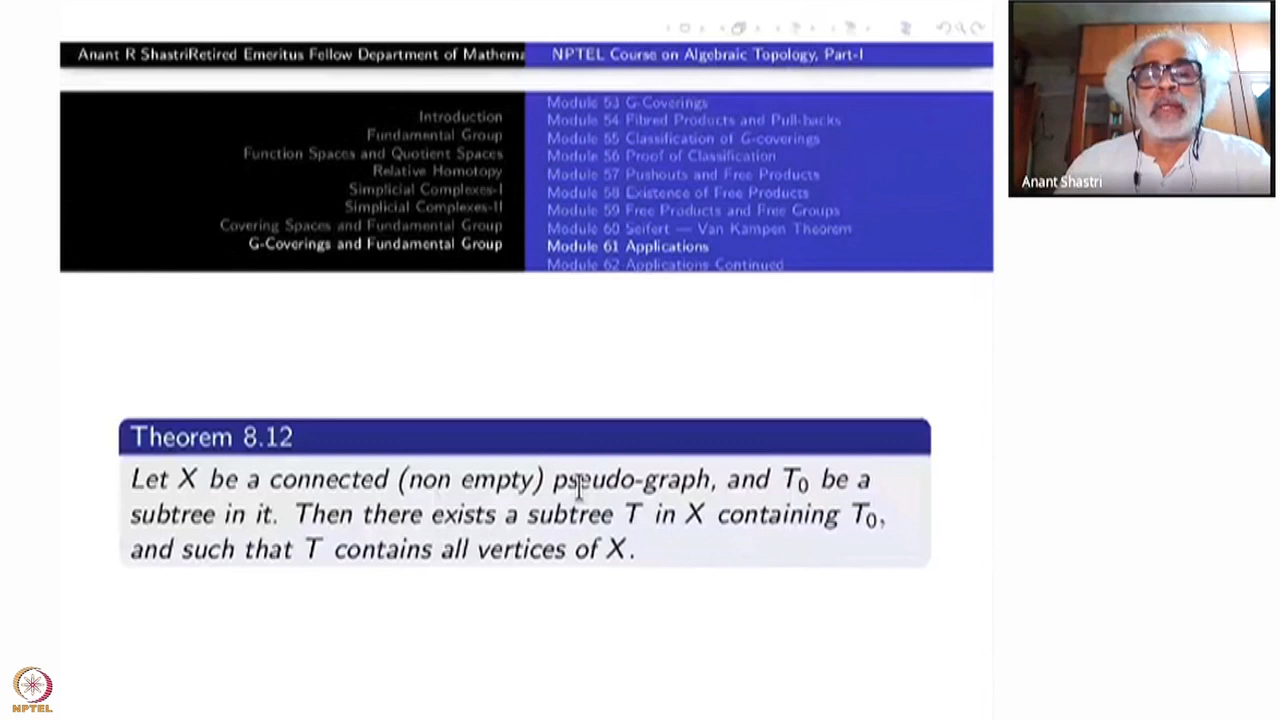 Anant R ShastriRetired Emeritus Fellow Department of Mathema
NPTEL Course on Algebraic Topology, Part-I
Introduction
Fundamental Group
Function Spaces and Quotient Spaces
Relative Homotopy
Simplicial Complexes-I
Simplicial Complexes-II
Covering Spaces and Fundamental Group
G-Coverings and Fundamental Group
Module 53 G-Coverings
Module 54 Fibred Products and Pull-backs
Module 55 Classification of G-coverings
Module 56 Proof of Classification
Module 57 Pushouts and Free Products
Module 58 Existence of Free Products
Module 59 Free Products and Free Groups
Module 60 Seifert — Van Kampen Theorem
Module 61 Applications
Module 62 Applications Continued
Anant Shastri
Theorem 8.12
Let X be a connected (non empty) pseudo-graph, and T₀ be a
subtree in it. Then there exists a subtree T in X containing T₀,
and such that T contains all vertices of X.
NPTEL